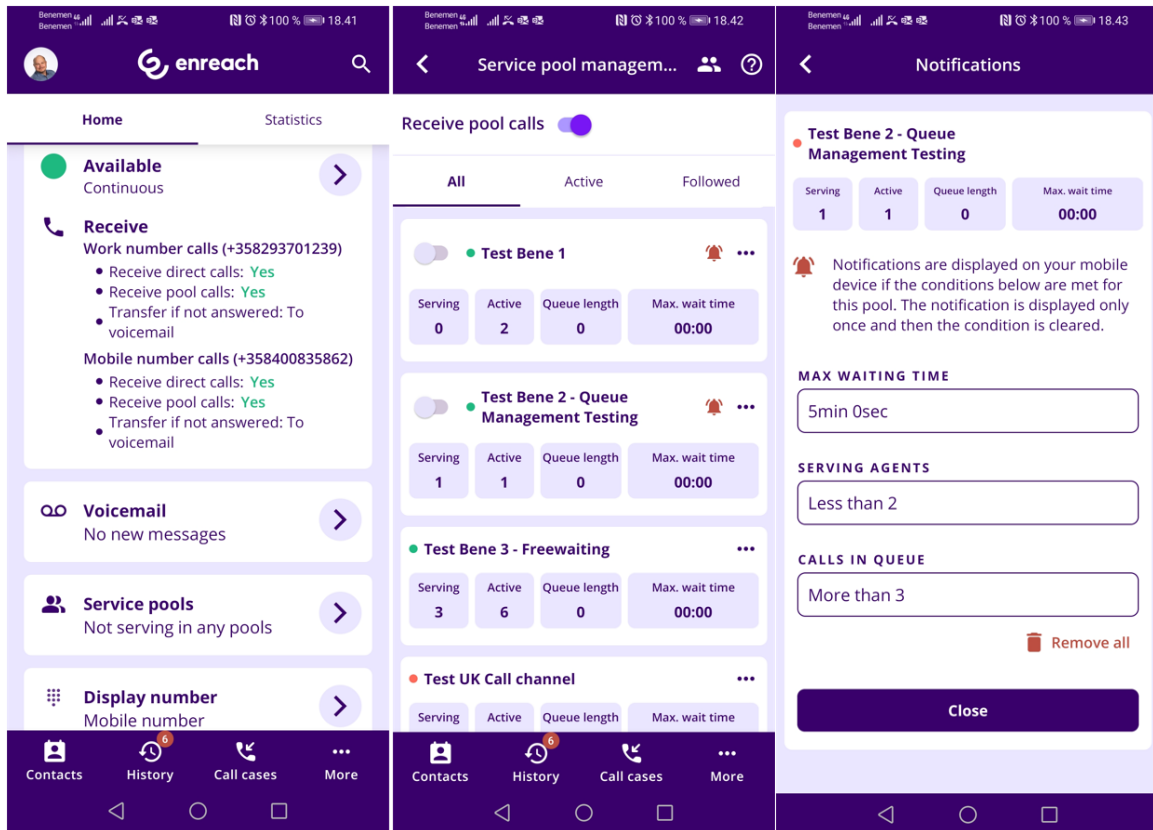 Benemen 46
Benemen
100 % 18.41
enreach
Home Statistics
Available
Continuous
Receive
Work number calls (+358293701239)
• Receive direct calls: Yes
• Receive pool calls: Yes
• Transfer if not answered: To
voicemail
Mobile number calls (+358400835862)
• Receive direct calls: Yes
• Receive pool calls: Yes
• Transfer if not answered: To
voicemail
Voicemail
No new messages
Service pools
Not serving in any pools
Display number
Mobile number
6
Contacts History Call cases More
Benemen 46
Benemen
100 % 18.42
Service pool managem...
Receive pool calls
All Active Followed
Test Bene 1
Serving Active Queue length Max. wait time
0 2 0 00:00
Test Bene 2 - Queue
Management Testing
Serving Active Queue length Max. wait time
1 1 0 00:00
Test Bene 3 - Freewaiting
Serving Active Queue length Max. wait time
3 6 0 00:00
Test UK Call channel
Serving Active Queue length Max. wait time
6
Contacts History Call cases More
Benemen 46
Benemen
100 % 18.43
Notifications
Test Bene 2 - Queue
Management Testing
Serving Active Queue length Max. wait time
1 1 0 00:00
Notifications are displayed on your mobile
device if the conditions below are met for
this pool. The notification is displayed only
once and then the condition is cleared.
MAX WAITING TIME
5min 0sec
SERVING AGENTS
Less than 2
CALLS IN QUEUE
More than 3
Remove all
Close